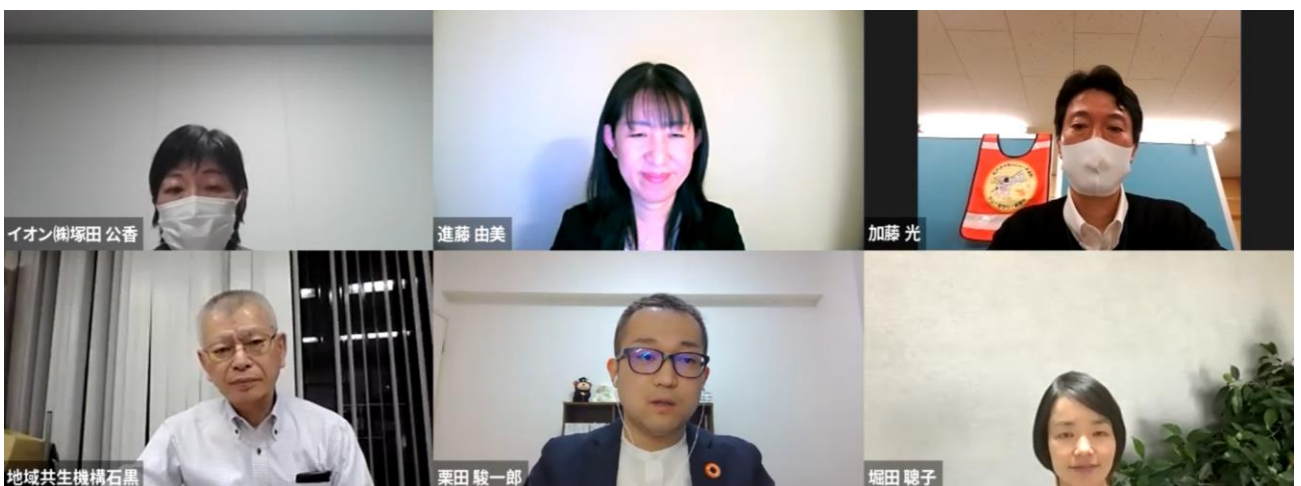 イオン㈱塚田 公香
進藤 由美
加藤 光
地域共生機構石黒
栗田 駿一郎
堀田 聰子